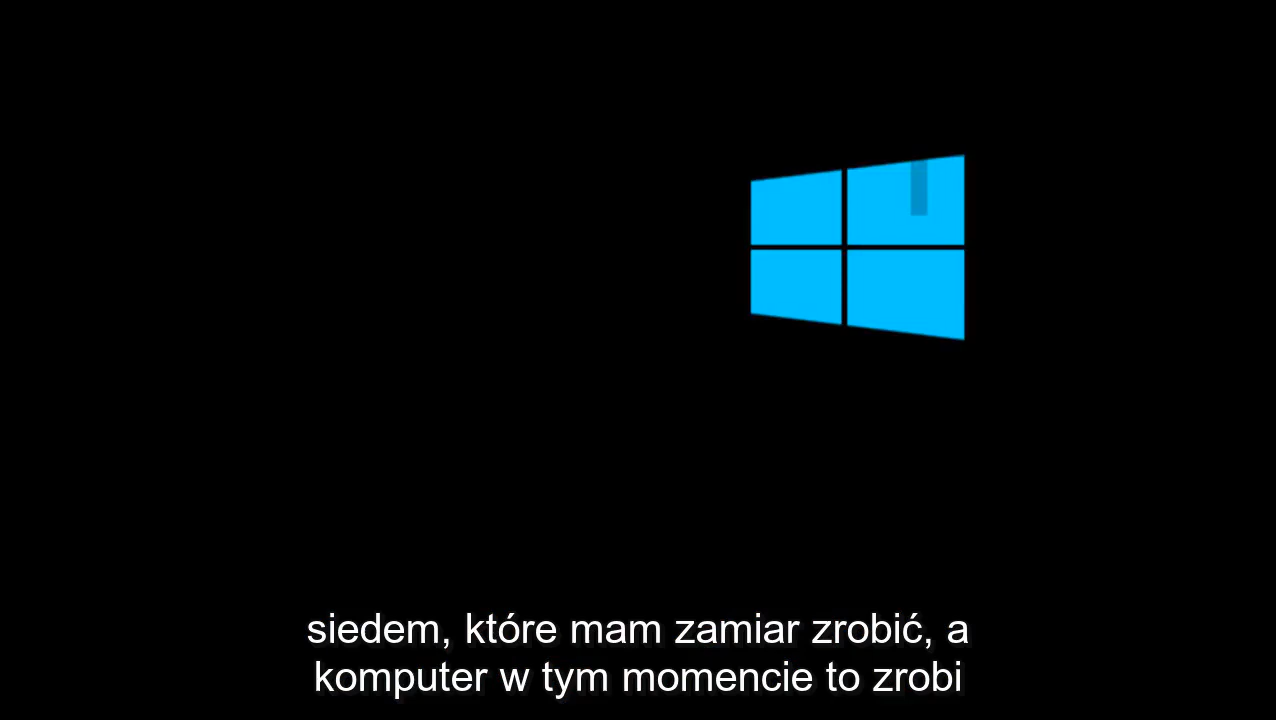 siedem, które mam zamiar zrobić, a
komputer w tym momencie to zrobi